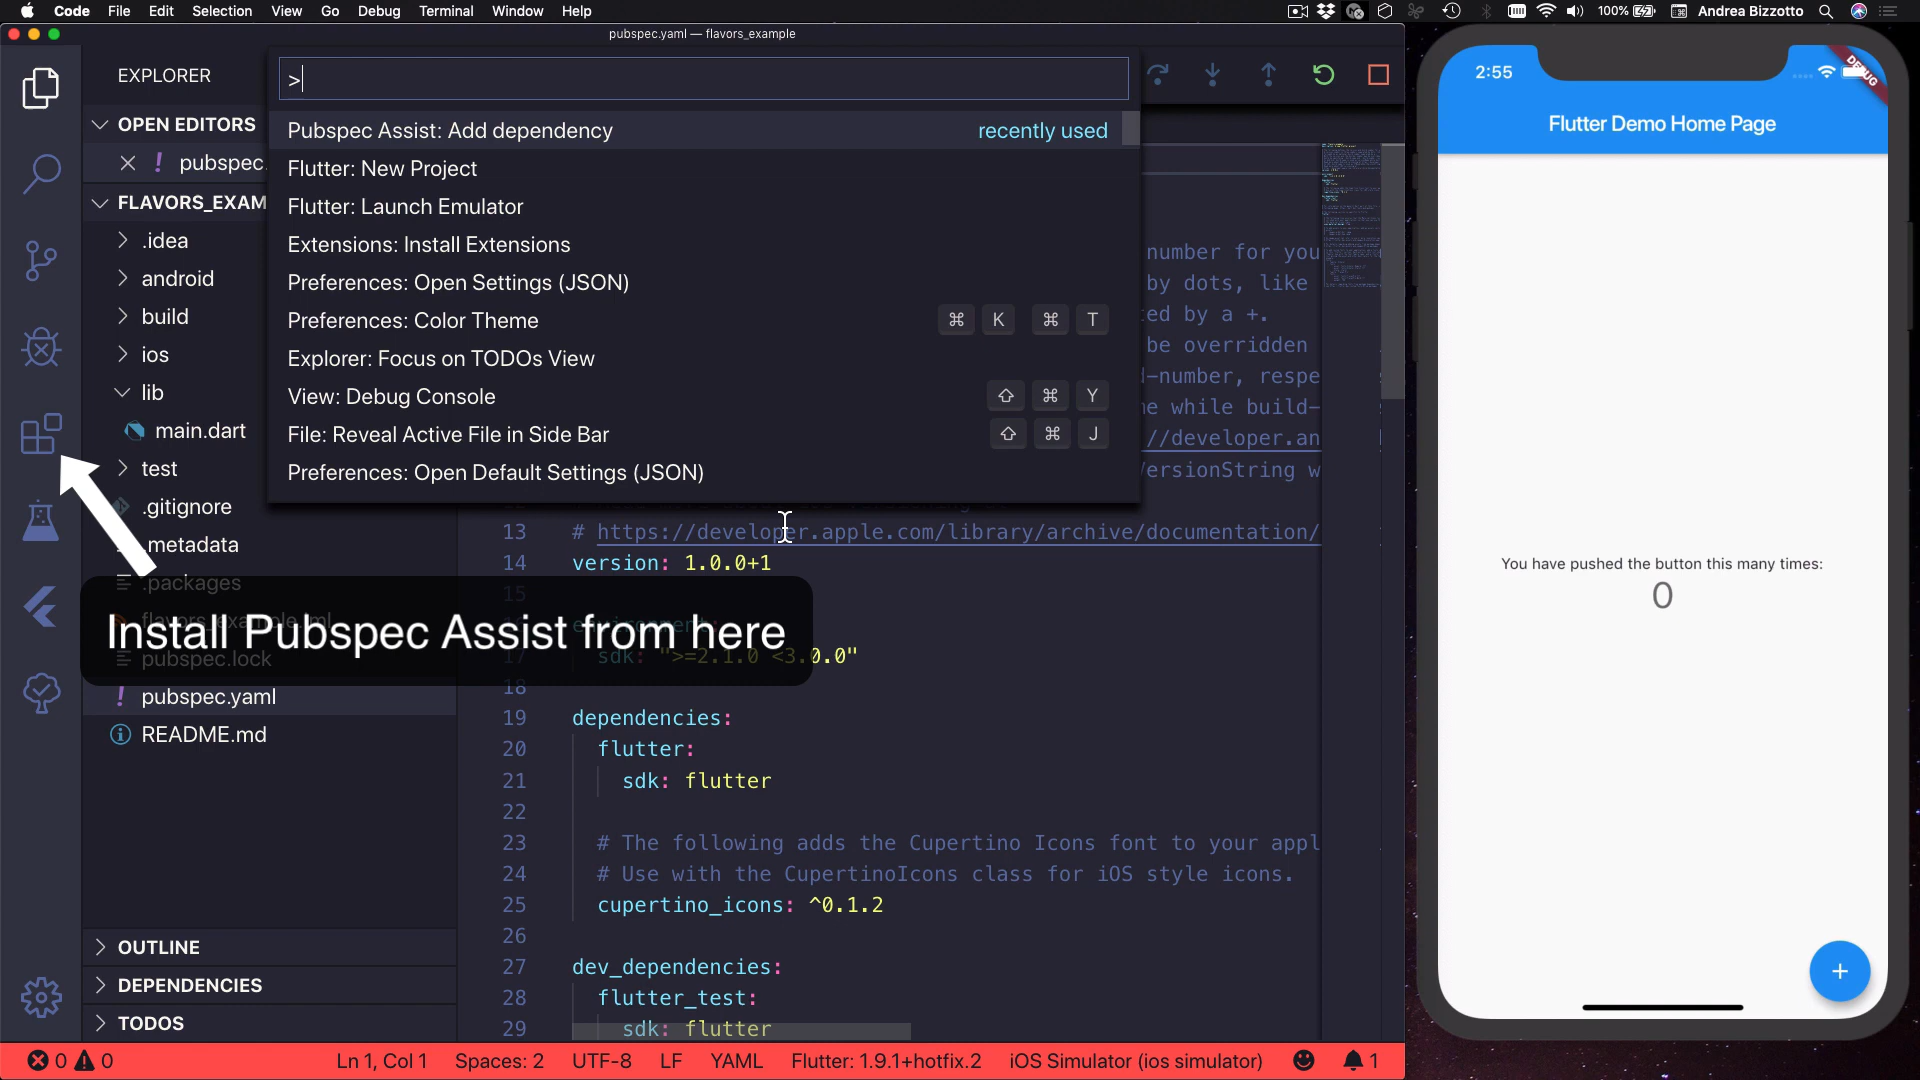 Code File Edit Selection View Go Debug Terminal Window Help
100% Andrea Bizzotto
pubspec.yaml — flavors_example
EXPLORER
OPEN EDITORS
pubspec.
FLAVORS_EXAM
.idea
android
build
ios
lib
main.dart
test
.gitignore
.metadata
.packages
flavors_example.iml
pubspec.lock
pubspec.yaml
README.md
OUTLINE
DEPENDENCIES
TODOS
>
Pubspec Assist: Add dependency recently used
Flutter: New Project
Flutter: Launch Emulator
Extensions: Install Extensions
Preferences: Open Settings (JSON)
Preferences: Color Theme ⌘ K ⌘ T
Explorer: Focus on TODOs View
View: Debug Console ⇧ ⌘ Y
File: Reveal Active File in Side Bar ⇧ ⌘ J
Preferences: Open Default Settings (JSON)
number for you
by dots, like
ted by a +.
be overridden
d-number, respe
me while build-
//developer.an
VersionString w
13 # https://developer.apple.com/library/archive/documentation/
14 version: 1.0.0+1
15
environment:
17 sdk: ">=2.1.0 <3.0.0"
18
19 dependencies:
20 flutter:
21 sdk: flutter
22
23 # The following adds the Cupertino Icons font to your appl
24 # Use with the CupertinoIcons class for iOS style icons.
25 cupertino_icons: ^0.1.2
26
27 dev_dependencies:
28 flutter_test:
29 sdk: flutter
Install Pubspec Assist from here
0 0 Ln 1, Col 1 Spaces: 2 UTF-8 LF YAML Flutter: 1.9.1+hotfix.2 iOS Simulator (ios simulator) 1
2:55
DEBUG
Flutter Demo Home Page
You have pushed the button this many times:
0
+